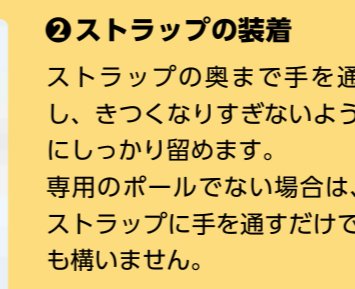 ❷ストラップの装着
ストラップの奥まで手を通
し、きつくなりすぎないよう
にしっかり留めます。
専用のポールでない場合は、
ストラップに手を通すだけで
も構いません。